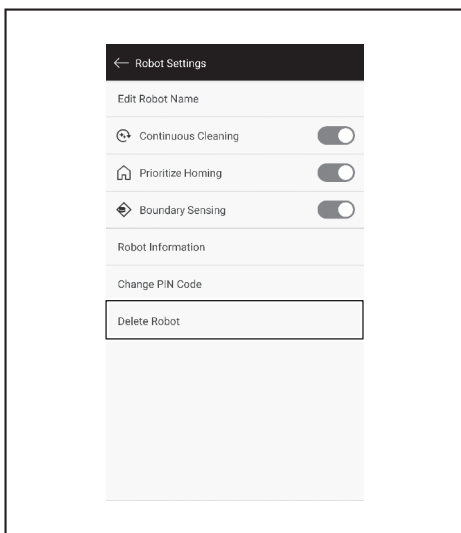 Robot Settings
Edit Robot Name
Continuous Cleaning
Prioritize Homing
Boundary Sensing
Robot Information
Change PIN Code
Delete Robot